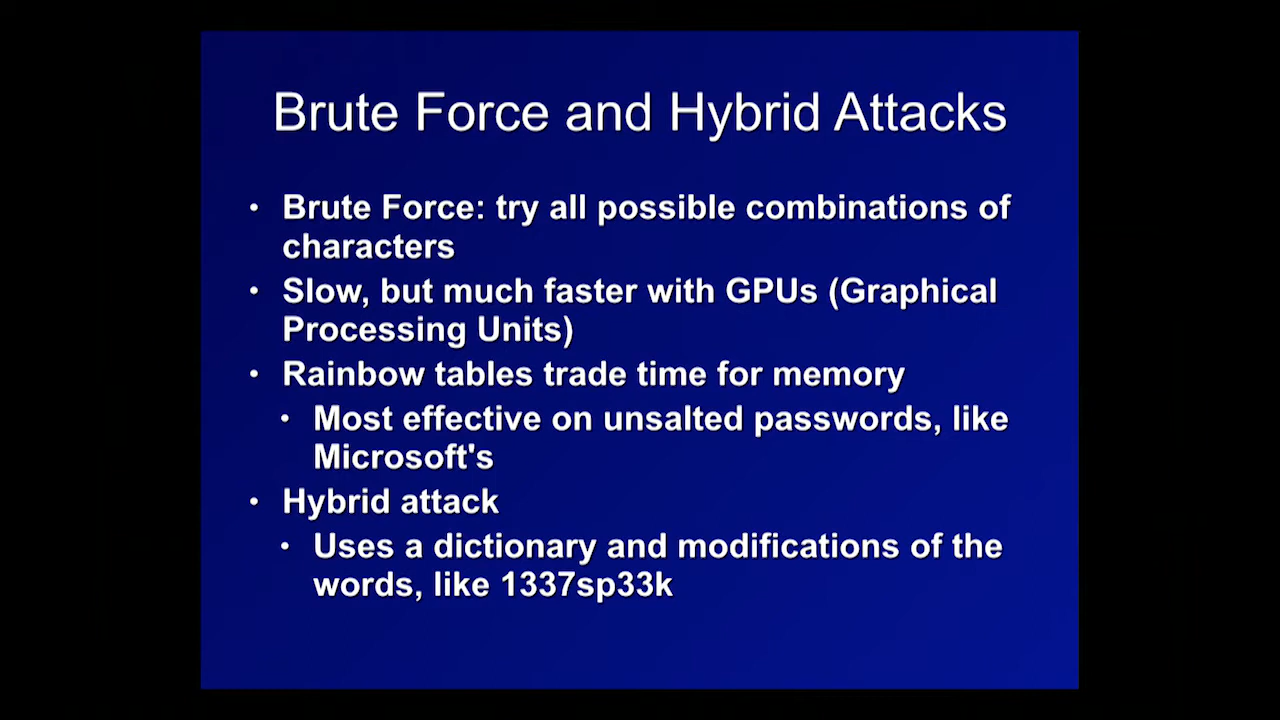 Brute Force and Hybrid Attacks
• Brute Force: try all possible combinations of
characters
• Slow, but much faster with GPUs (Graphical
Processing Units)
• Rainbow tables trade time for memory
• Most effective on unsalted passwords, like
Microsoft's
• Hybrid attack
• Uses a dictionary and modifications of the
words, like 1337sp33k